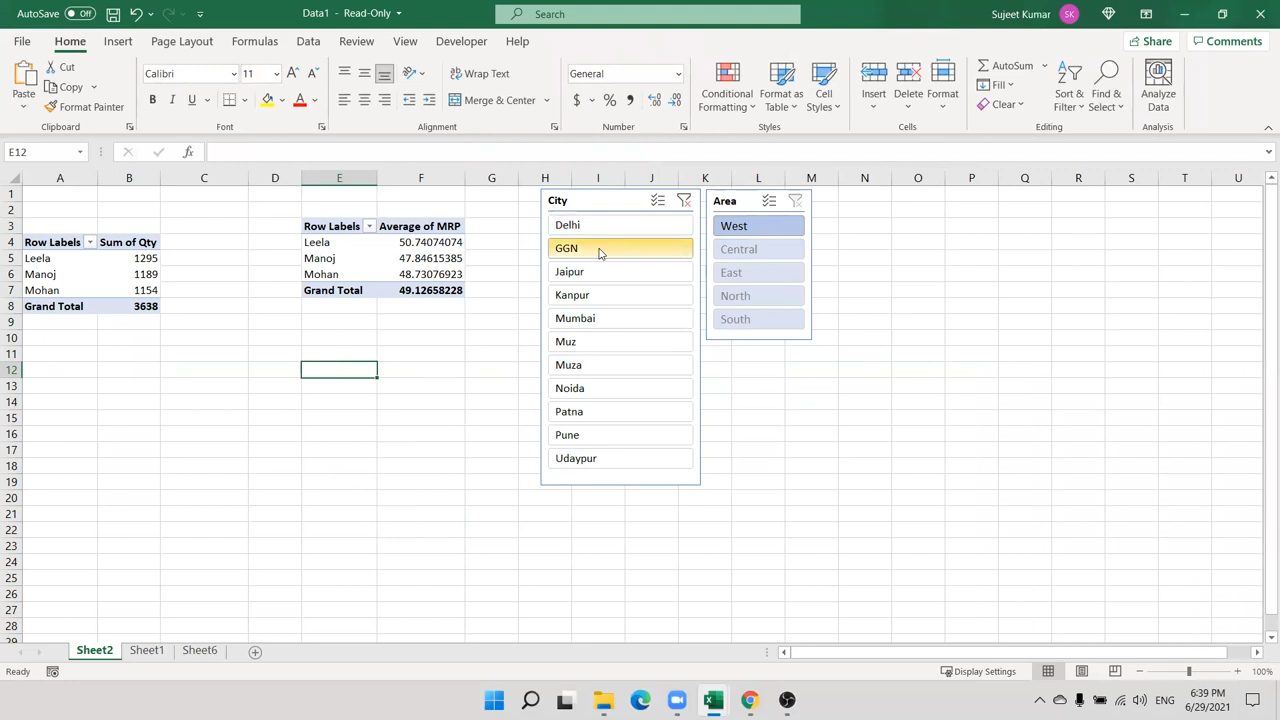 AutoSave Off Data1 - Read-Only Search Sujeet Kumar SK
File Home Insert Page Layout Formulas Data Review View Developer Help Share Comments
Paste Cut Copy Format Painter Clipboard
Calibri 11 B I U Font
Wrap Text Merge & Center Alignment
General $ % , Number
Conditional Formatting Format as Table Cell Styles Styles
Insert Delete Format Cells
AutoSum Fill Clear Sort & Filter Find & Select Editing
Analyze Data Analysis
E12 fx
A B C D E F G H I J K L M N O P Q R S T U
1
2
3 Row Labels Average of MRP
4 Row Labels Sum of Qty Leela 50.74074074
5 Leela 1295 Manoj 47.84615385
6 Manoj 1189 Mohan 48.73076923
7 Mohan 1154 Grand Total 49.12658228
8 Grand Total 3638
9
10
11
12
13
14
15
16
17
18
19
20
21
22
23
24
25
26
27
28
29
City
Delhi
GGN
Jaipur
Kanpur
Mumbai
Muz
Muza
Noida
Patna
Pune
Udaypur
Area
West
Central
East
North
South
Sheet2 Sheet1 Sheet6
Ready Display Settings 100%
ENG 6:39 PM
6/29/2021